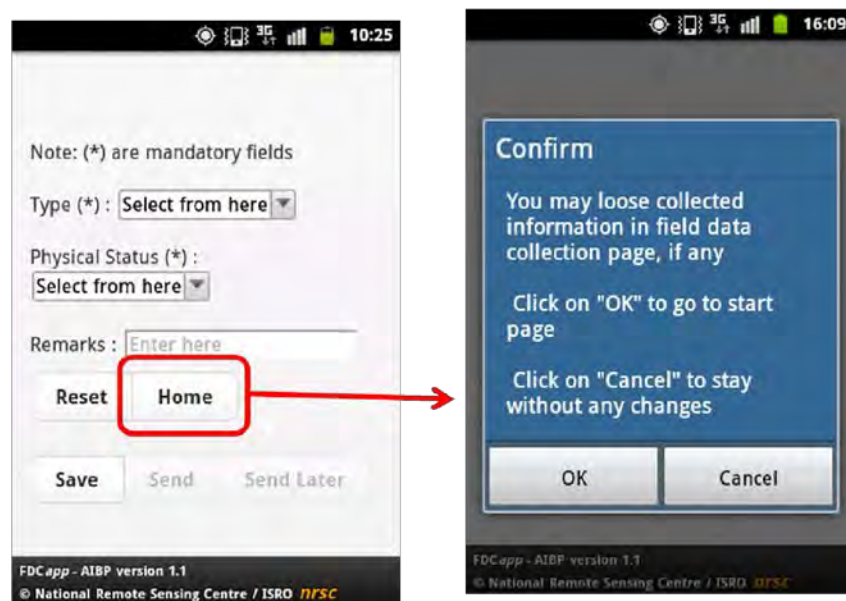 3G 10:25
Note: (*) are mandatory fields
Type (*) : Select from here
Physical Status (*) :
Select from here
Remarks : Enter here
Reset Home
Save Send Send Later
FDCapp - AIBP version 1.1
© National Remote Sensing Centre / ISRO nrsc
3G 16:09
Confirm
You may loose collected
information in field data
collection page, if any
Click on "OK" to go to start
page
Click on "Cancel" to stay
without any changes
OK Cancel
FDCapp - AIBP version 1.1
© National Remote Sensing Centre / ISRO nrsc